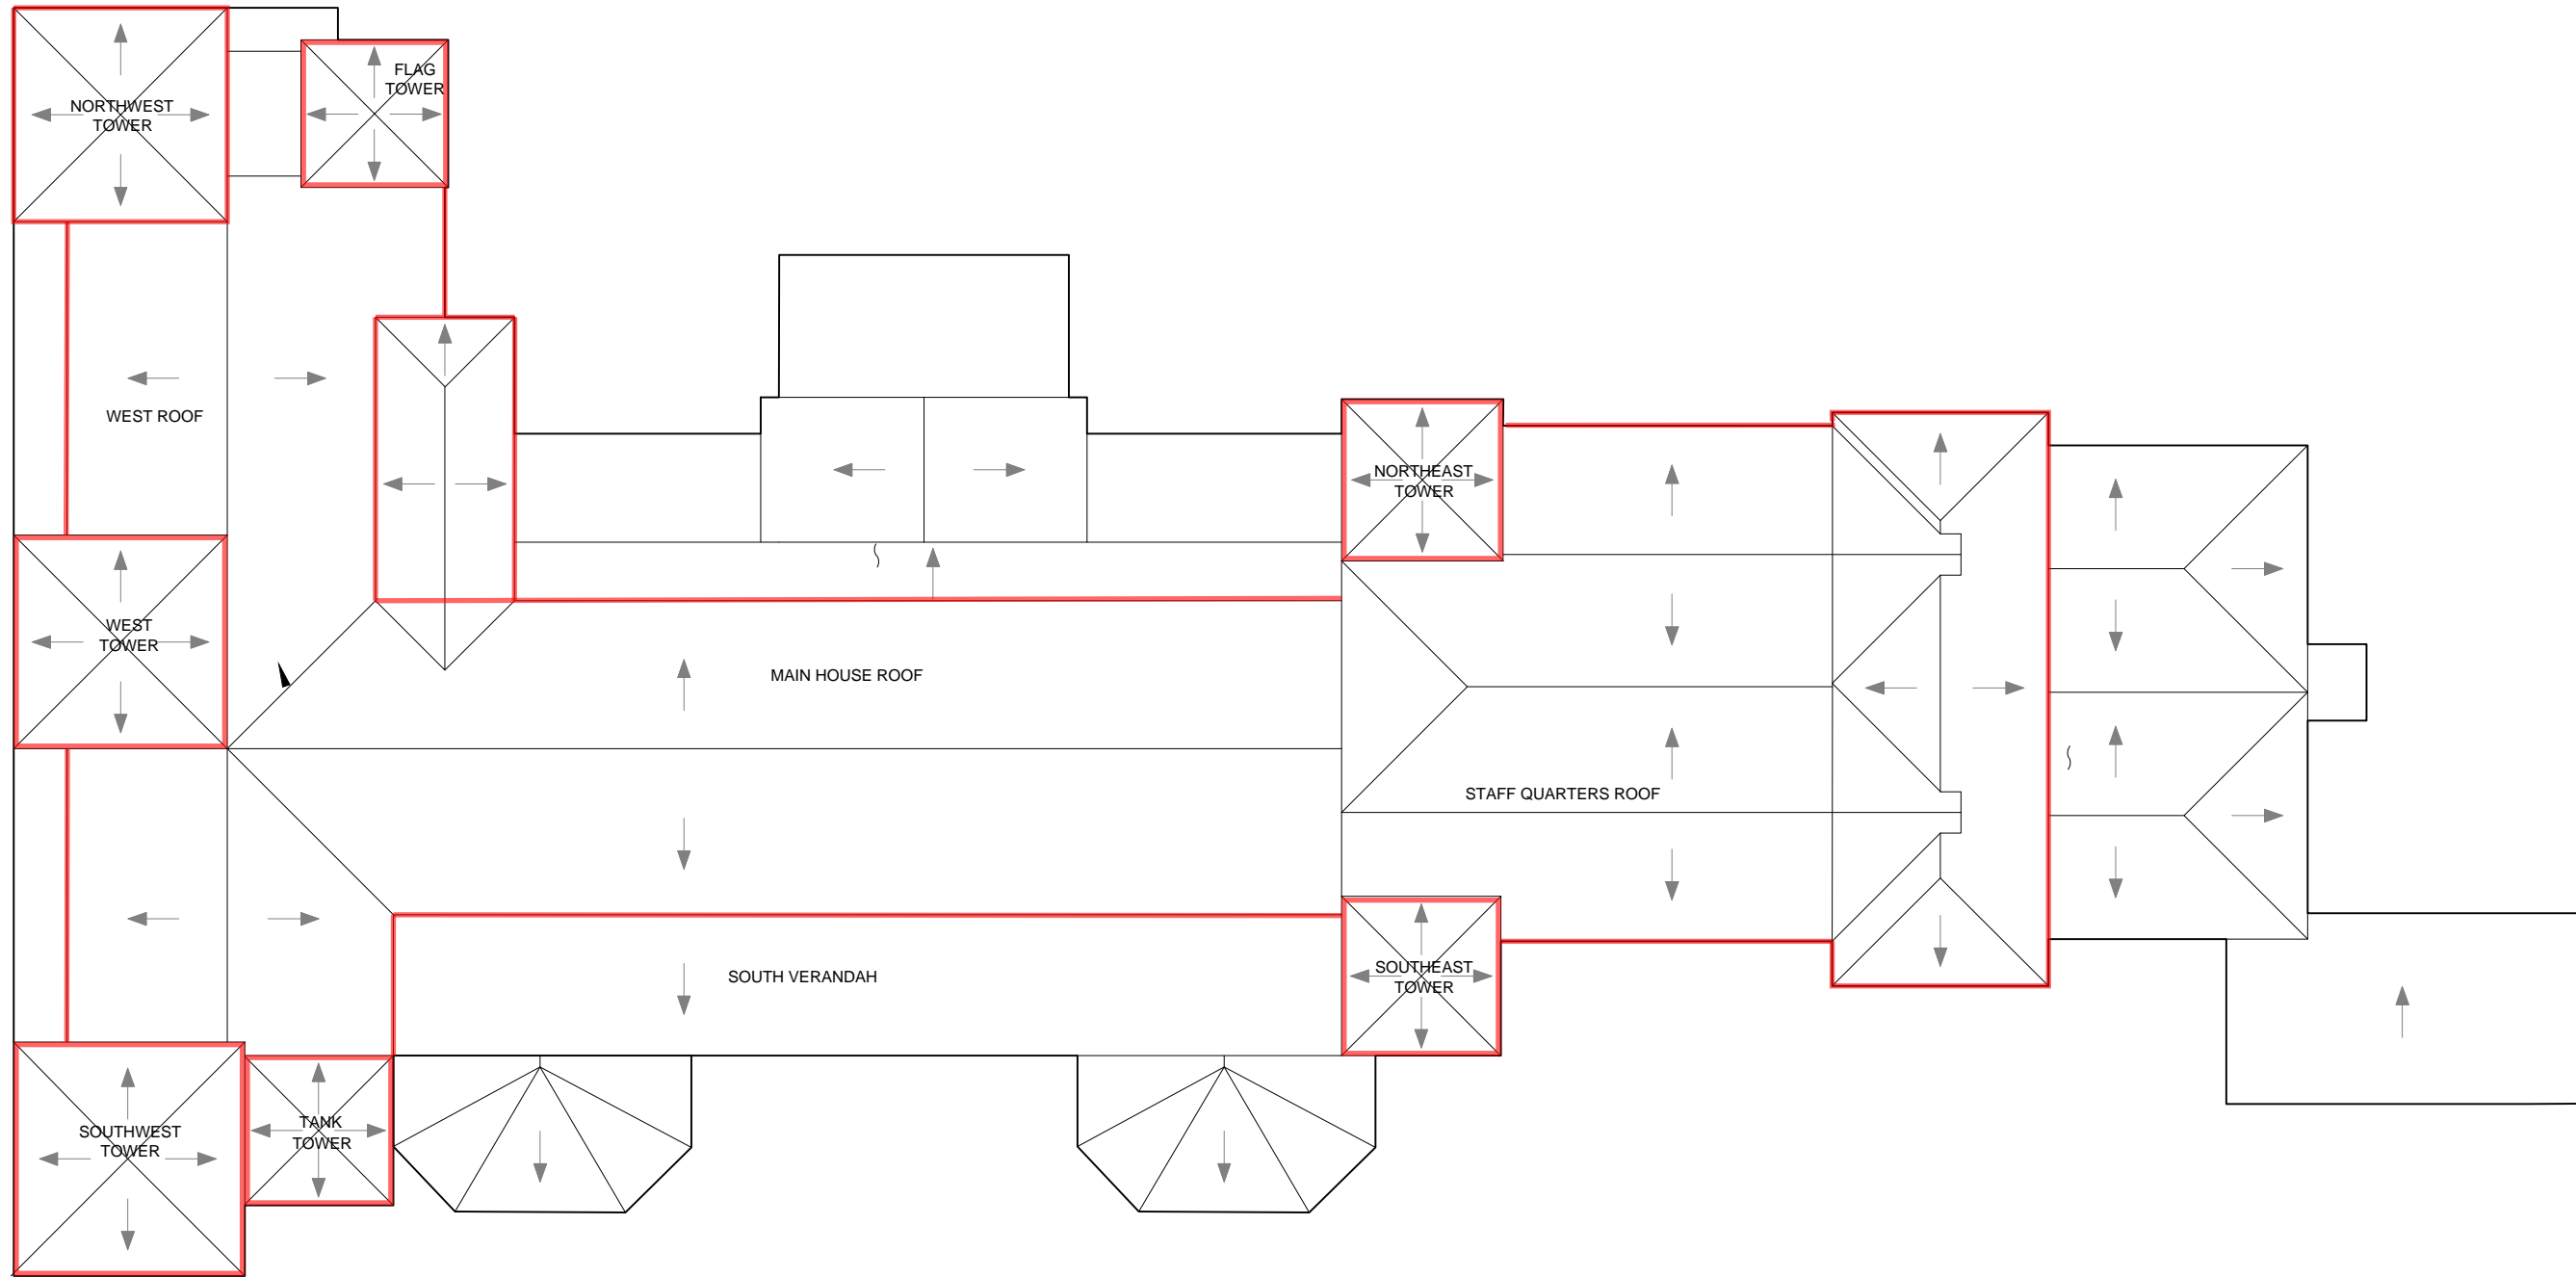 FLAG
TOWER
NORTHWEST
TOWER
WEST ROOF
NORTHEAST
TOWER
WEST
TOWER
MAIN HOUSE ROOF
STAFF QUARTERS ROOF
SOUTH VERANDAH
SOUTHEAST
TOWER
SOUTHWEST
TOWER
TANK
TOWER